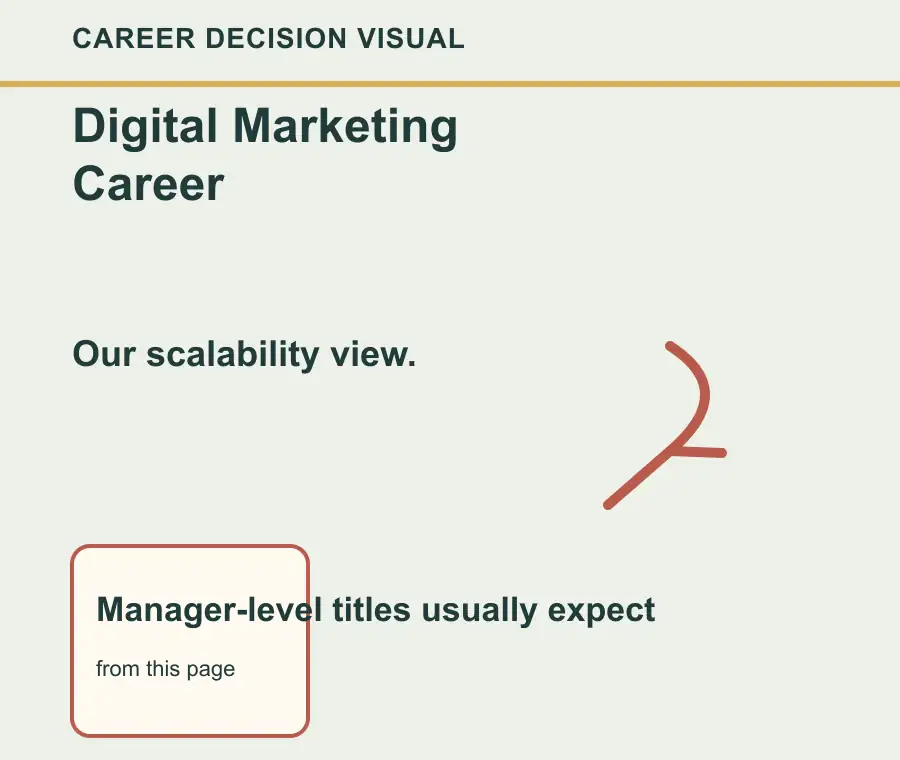 CAREER DECISION VISUAL
Digital Marketing
Career
Our scalability view.
Manager-level titles usually expect
from this page